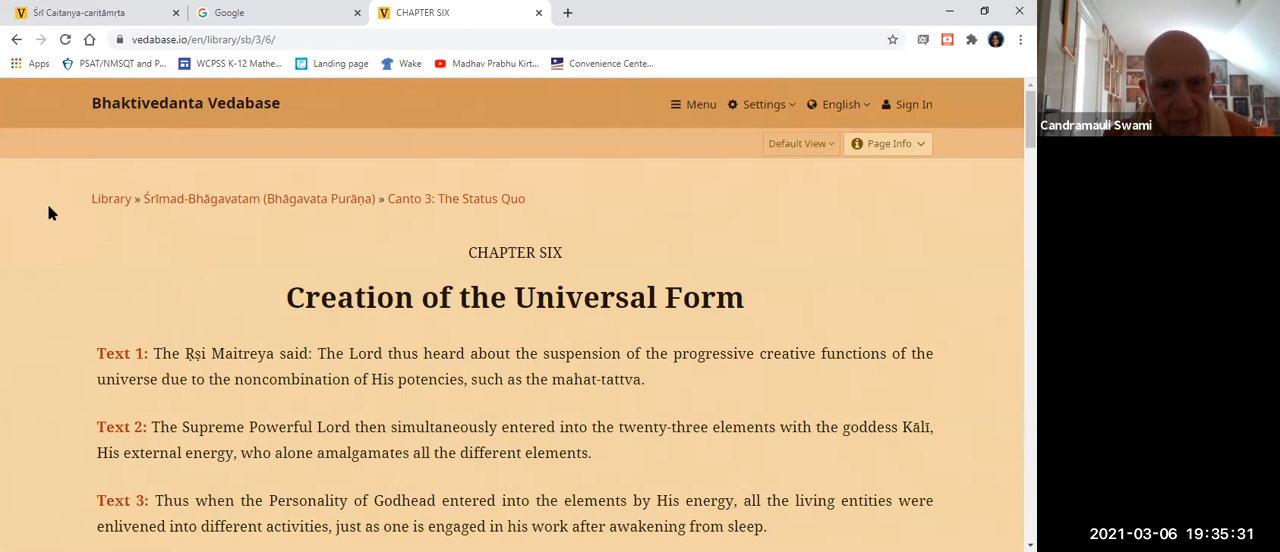 Śrī Caitanya-caritāmṛta
Google
CHAPTER SIX
vedabase.io/en/library/sb/3/6/
Apps
PSAT/NMSQT and P...
WCPSS K-12 Mathe...
Landing page
Wake
Madhav Prabhu Kirt...
Convenience Cente...
Candramauli Swami
Bhaktivedanta Vedabase
Menu
Settings
English
Sign In
Default View
Page Info
Library » Śrīmad-Bhāgavatam (Bhāgavata Purāṇa) » Canto 3: The Status Quo
CHAPTER SIX
Creation of the Universal Form
Text 1: The Ṛṣi Maitreya said: The Lord thus heard about the suspension of the progressive creative functions of the
universe due to the noncombination of His potencies, such as the mahat-tattva.
Text 2: The Supreme Powerful Lord then simultaneously entered into the twenty-three elements with the goddess Kālī,
His external energy, who alone amalgamates all the different elements.
Text 3: Thus when the Personality of Godhead entered into the elements by His energy, all the living entities were
enlivened into different activities, just as one is engaged in his work after awakening from sleep.
2021-03-06 19:35:31